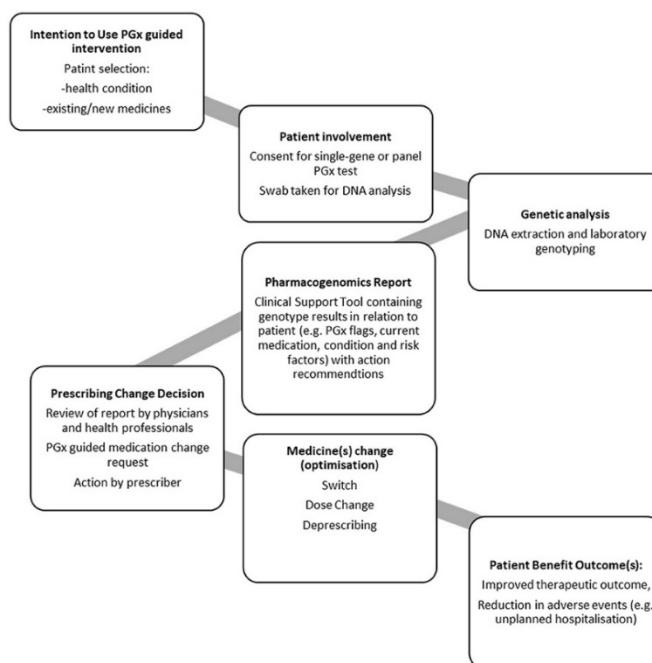 Intention to Use PGx guided
intervention
Patint selection:
-health condition
-existing/new medicines
Patient involvement
Consent for single-gene or panel
PGx test
Swab taken for DNA analysis
Genetic analysis
DNA extraction and laboratory
genotyping
Pharmacogenomics Report
Clinical Support Tool containing
genotype results in relation to
patient (e.g. PGx flags, current
medication, condition and risk
factors) with action
recommendtions
Prescribing Change Decision
Review of report by physicians
and health professionals
PGx guided medication change
request
Action by prescriber
Medicine(s) change
(optimisation)
Switch
Dose Change
Deprescribing
Patient Benefit Outcome(s):
Improved therapeutic outcome,
Reduction in adverse events (e.g.
unplanned hospitalisation)